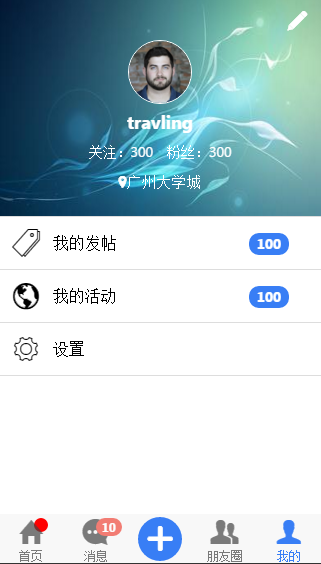 travling
关注：300 粉丝：300
广州大学城
我的发帖 100
我的活动 100
设置
10
首页 消息 朋友圈 我的